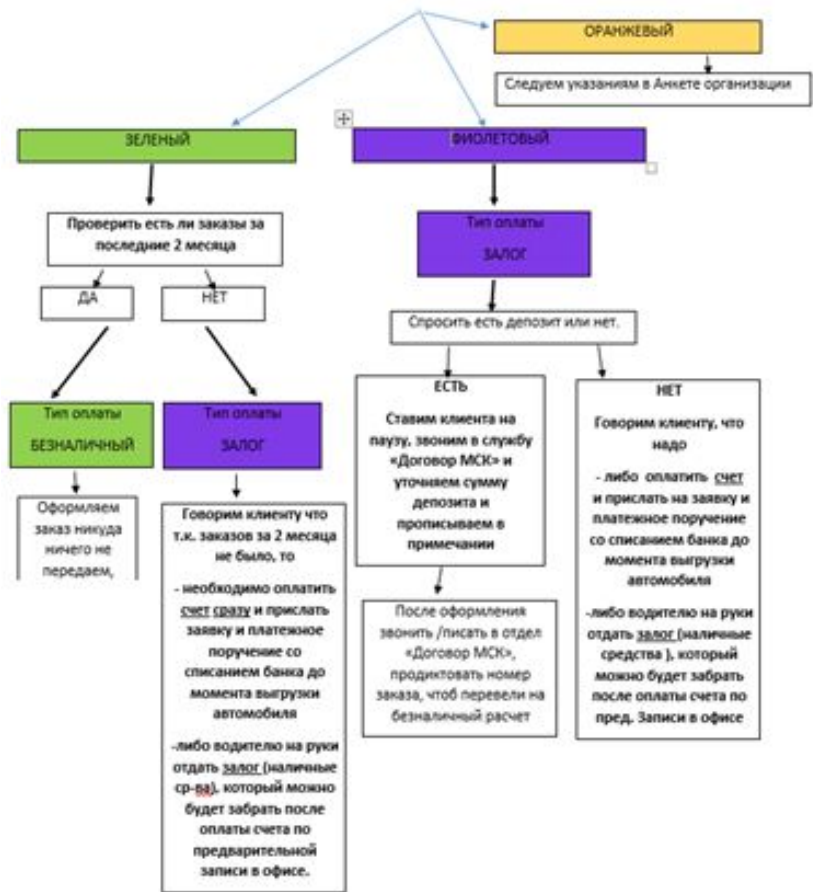 ОРАНЖЕВЫЙ
Следуем указаниям в Анкете организации
ЗЕЛЕНЫЙ
ФИОЛЕТОВЫЙ
Проверить есть ли заказы за
последние 2 месяца
ДА
НЕТ
Тип оплаты
ЗАЛОГ
Спросить есть депозит или нет.
Тип оплаты
БЕЗНАЛИЧНЫЙ
Тип оплаты
ЗАЛОГ
Оформляем
заказ никуда
ничего не
передаем,
Говорим клиенту что
т.к. заказов за 2 месяца
не было, то
- необходимо оплатить
счет сразу и прислать
заявку и платежное
поручение со
списанием банка до
момента выгрузки
автомобиля
-либо водителю на руки
отдать залог (наличные
ср-ва), который можно
будет забрать после
оплаты счета по
предварительной
записи в офисе.
ЕСТЬ
Ставим клиента на
паузу, звоним в службу
«Договор МСК» и
уточняем сумму
депозита и
прописываем в
примечании
После оформления
звонить /писать в отдел
«Договор МСК»,
продиктовать номер
заказа, чтоб перевели на
безналичный расчет
НЕТ
Говорим клиенту, что
надо
- либо оплатить счет
и прислать на заявку и
платежное поручение
со списанием банка до
момента выгрузки
автомобиля
-либо водителю на руки
отдать залог (наличные
средства ), который
можно будет забрать
после оплаты счета по
пред. Записи в офисе